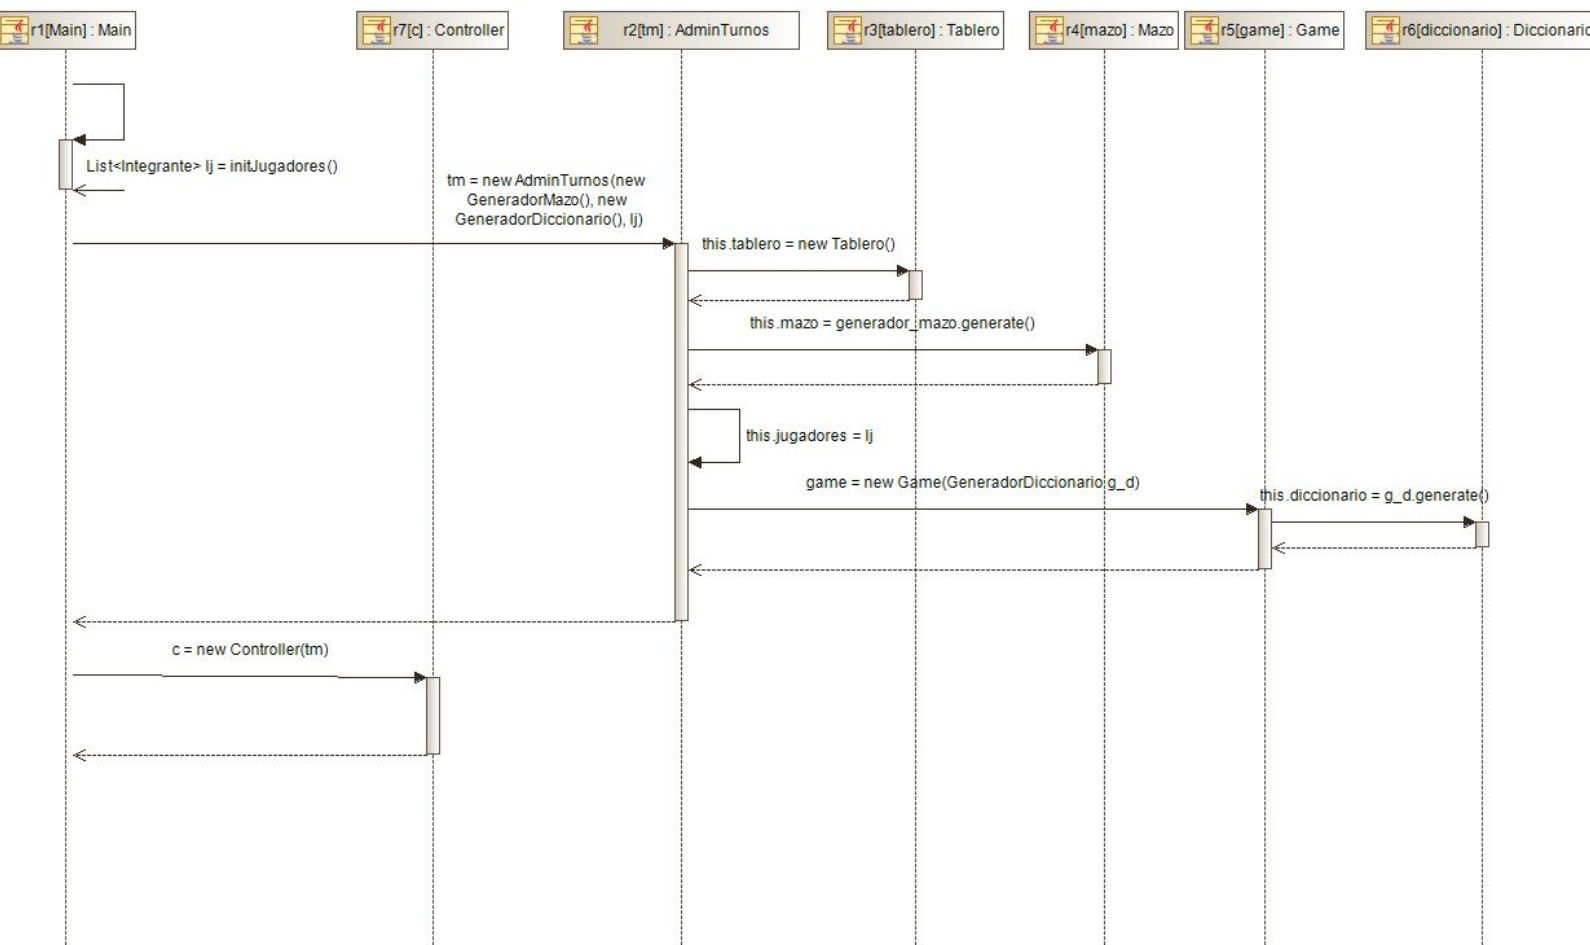 r1[Main] : Main
r7[c] : Controller
r2[tm] : AdminTurnos
r3[tablero] : Tablero
r4[mazo] : Mazo
r5[game] : Game
r6[diccionario] : Diccionario
List<Integrante> lj = initJugadores()
tm = new AdminTurnos(new
GeneradorMazo(), new
GeneradorDiccionario(), lj)
this.tablero = new Tablero()
this.mazo = generador_mazo.generate()
this.jugadores = lj
game = new Game(GeneradorDiccionario g_d)
this.diccionario = g_d.generate()
c = new Controller(tm)